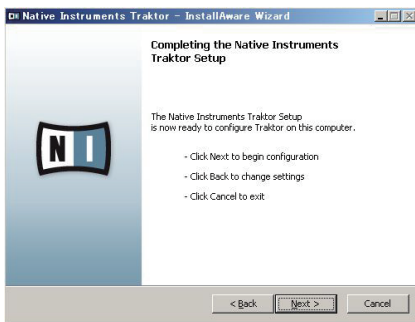 Native Instruments Traktor - InstallAware Wizard
Completing the Native Instruments
Traktor Setup
The Native Instruments Traktor Setup
is now ready to configure Traktor on this computer.
- Click Next to begin configuration
- Click Back to change settings
- Click Cancel to exit
NI
< Back
Next >
Cancel